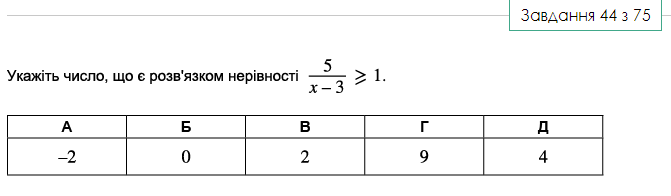 Завдання 44 з 75
Укажіть число, що є розв'язком нерівності 5/(x – 3) ⩾ 1.
А Б В Г Д
–2 0 2 9 4